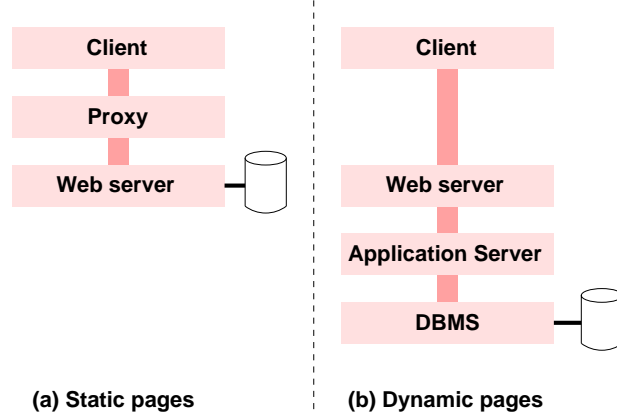 Client
Proxy
Web server
(a) Static pages
Client
Web server
Application Server
DBMS
(b) Dynamic pages